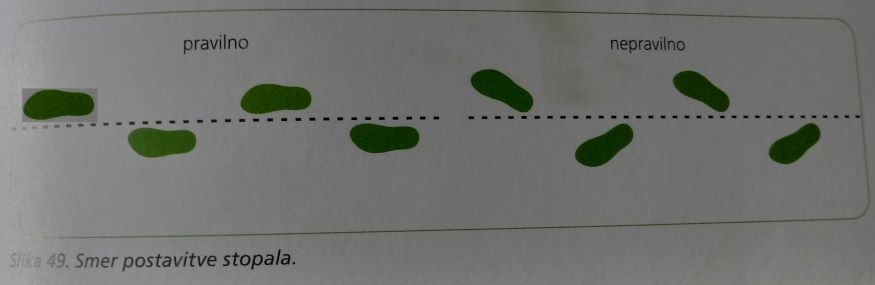 pravilno
nepravilno
Slika 49. Smer postavitve stopala.